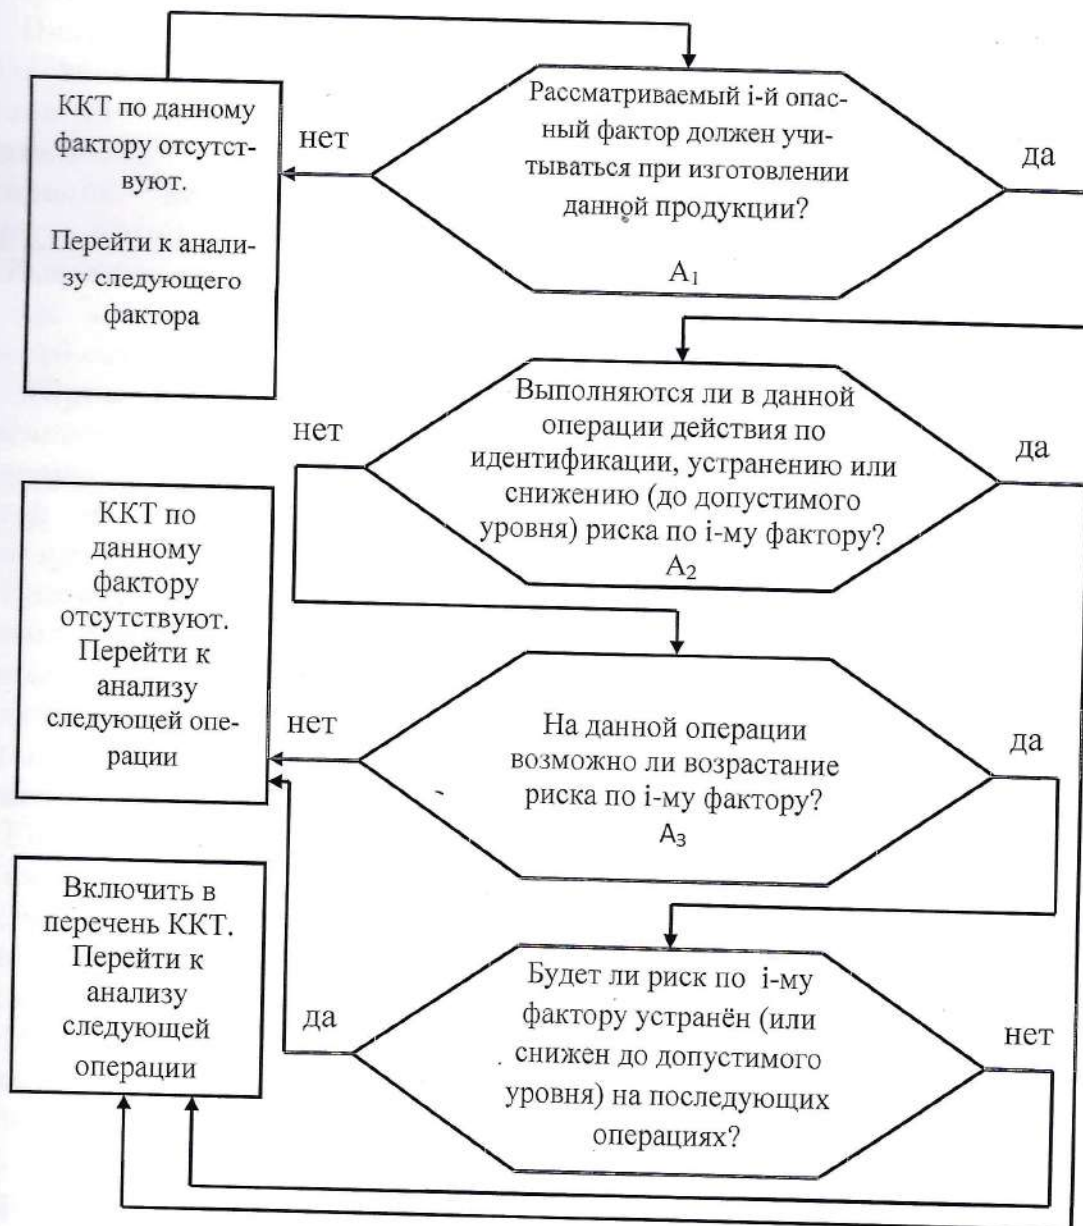 ККТ по данному
фактору отсутст-
вуют.
Перейти к анали-
зу следующего
фактора
нет
Рассматриваемый i-й опас-
ный фактор должен учи-
тываться при изготовлении
данной продукции?
A₁
да
нет
Выполняются ли в данной
операции действия по
идентификации, устранению или
снижению (до допустимого
уровня) риска по i-му фактору?
A₂
да
ККТ по
данному
фактору
отсутствуют.
Перейти к
анализу
следующей опе-
рации
нет
На данной операции
возможно ли возрастание
риска по i-му фактору?
A₃
да
Включить в
перечень ККТ.
Перейти к
анализу
следующей
операции
да
Будет ли риск по i-му
фактору устранён (или
снижен до допустимого
уровня) на последующих
операциях?
нет